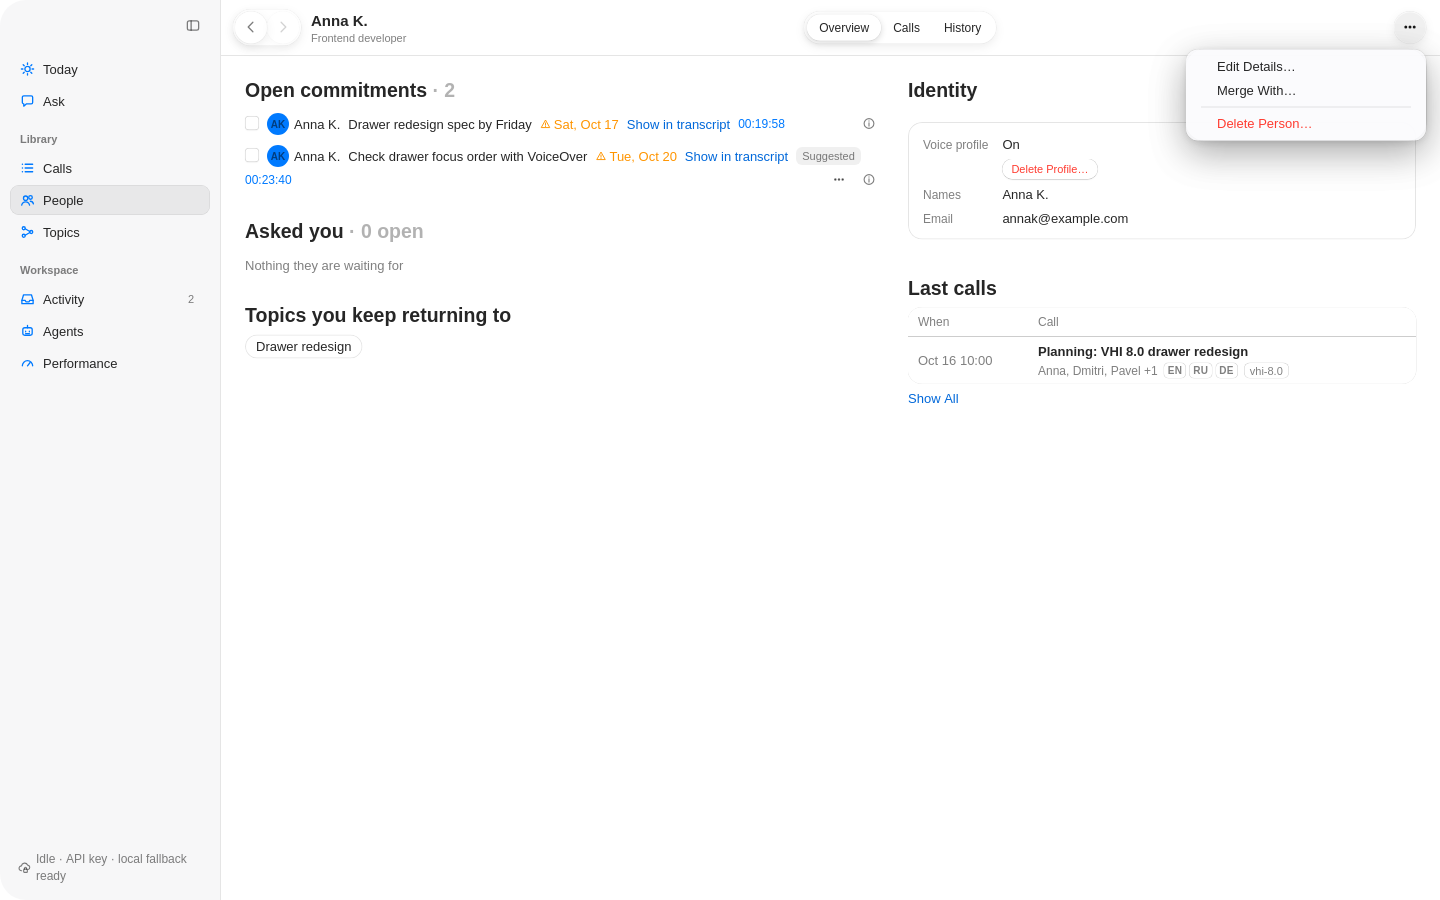 Today
Ask
Library
Calls
People
Topics
Workspace
Activity 2
Agents
Performance
Idle · API key · local fallback
ready
Anna K.
Frontend developer
Overview Calls History
Edit Details…
Merge With…
Delete Person…
Open commitments · 2
AK Anna K. Drawer redesign spec by Friday Sat, Oct 17 Show in transcript 00:19:58
AK Anna K. Check drawer focus order with VoiceOver Tue, Oct 20 Show in transcript Suggested
00:23:40
Asked you · 0 open
Nothing they are waiting for
Topics you keep returning to
Drawer redesign
Identity
Voice profile On
Delete Profile…
Names Anna K.
Email annak@example.com
Last calls
When Call
Oct 16 10:00 Planning: VHI 8.0 drawer redesign
Anna, Dmitri, Pavel +1 EN RU DE vhi-8.0
Show All